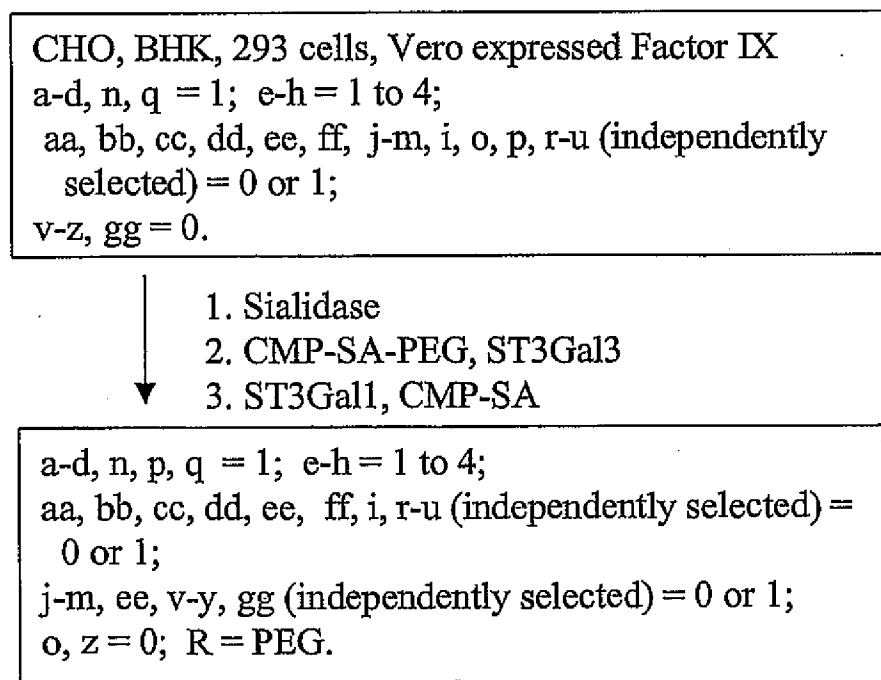 CHO, BHK, 293 cells, Vero expressed Factor IX
a-d, n, q = 1; e-h = 1 to 4;
aa, bb, cc, dd, ee, ff, j-m, i, o, p, r-u (independently
selected) = 0 or 1;
v-z, gg = 0.
1. Sialidase
2. CMP-SA-PEG, ST3Gal3
3. ST3Gal1, CMP-SA
a-d, n, p, q = 1; e-h = 1 to 4;
aa, bb, cc, dd, ee, ff, i, r-u (independently selected) =
0 or 1;
j-m, ee, v-y, gg (independently selected) = 0 or 1;
o, z = 0; R = PEG.